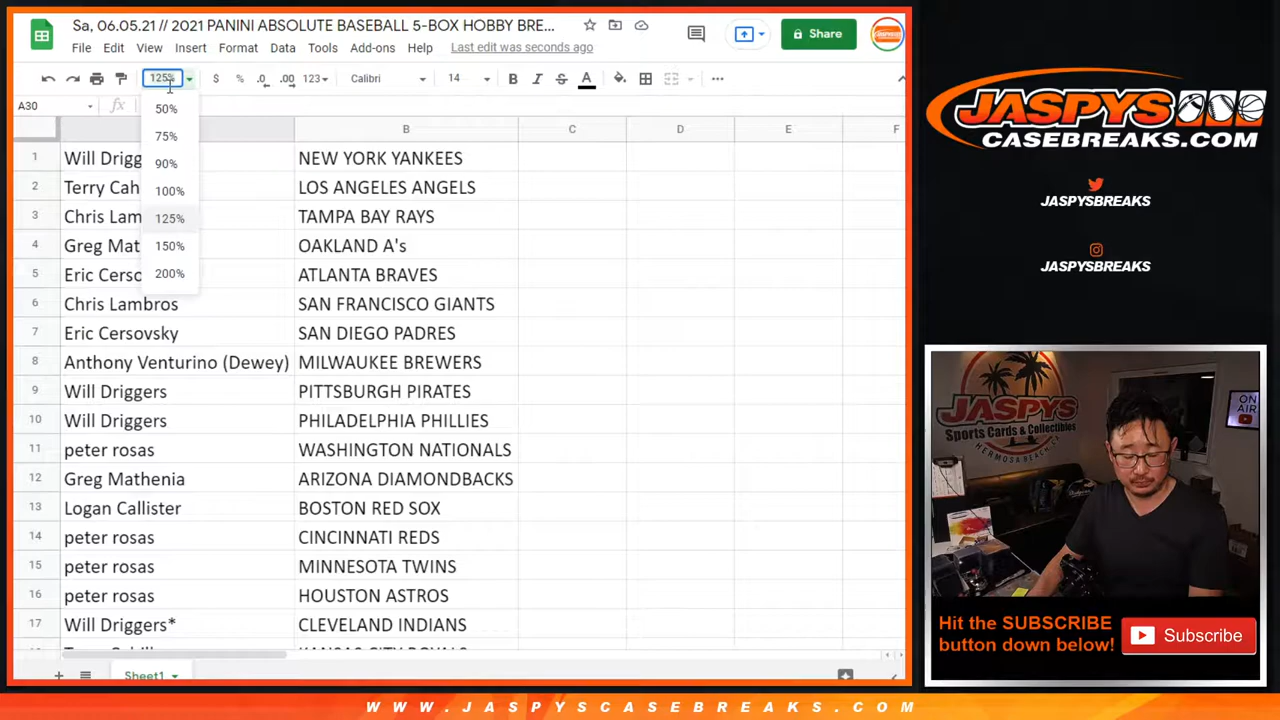 Sa, 06.05.21 // 2021 PANINI ABSOLUTE BASEBALL 5-BOX HOBBY BRE...
File Edit View Insert Format Data Tools Add-ons Help Last edit was seconds ago
Share
125% $ % .0 .00 123 Calibri 14 B I S A
A30 fx
50%
75%
90%
100%
125%
150%
200%
B C D E F
1 Will Drigg NEW YORK YANKEES
2 Terry Cah LOS ANGELES ANGELS
3 Chris Lam TAMPA BAY RAYS
4 Greg Mat OAKLAND A's
5 Eric Cerso ATLANTA BRAVES
6 Chris Lambros SAN FRANCISCO GIANTS
7 Eric Cersovsky SAN DIEGO PADRES
8 Anthony Venturino (Dewey) MILWAUKEE BREWERS
9 Will Driggers PITTSBURGH PIRATES
10 Will Driggers PHILADELPHIA PHILLIES
11 peter rosas WASHINGTON NATIONALS
12 Greg Mathenia ARIZONA DIAMONDBACKS
13 Logan Callister BOSTON RED SOX
14 peter rosas CINCINNATI REDS
15 peter rosas MINNESOTA TWINS
16 peter rosas HOUSTON ASTROS
17 Will Driggers* CLEVELAND INDIANS
KANSAS CITY ROYALS
Sheet1
JASPYS
CASEBREAKS.COM
JASPYSBREAKS
JASPYSBREAKS
JASPYS
Sports Cards & Collectibles
HERMOSA BEACH
ON
AIR
Hit the SUBSCRIBE
button down below!
Subscribe
WWW.JASPYSCASEBREAKS.COM